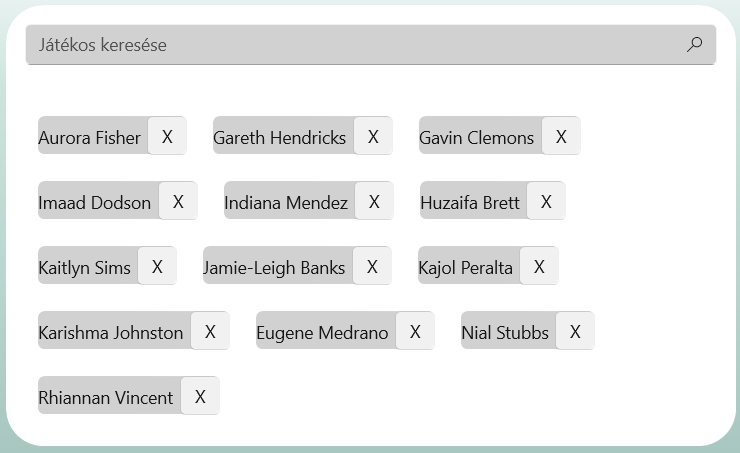 Játékos keresése
Aurora Fisher X Gareth Hendricks X Gavin Clemons X
Imaad Dodson X Indiana Mendez X Huzaifa Brett X
Kaitlyn Sims X Jamie-Leigh Banks X Kajol Peralta X
Karishma Johnston X Eugene Medrano X Nial Stubbs X
Rhiannan Vincent X